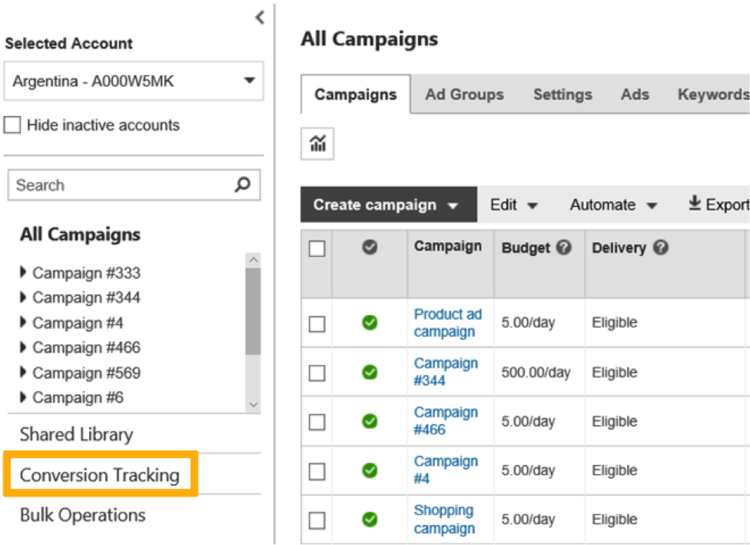 Selected Account
Argentina - A000W5MK
Hide inactive accounts
Search
All Campaigns
Campaign #333
Campaign #344
Campaign #4
Campaign #466
Campaign #569
Campaign #6
Shared Library
Conversion Tracking
Bulk Operations
All Campaigns
Campaigns Ad Groups Settings Ads Keywords
Create campaign Edit Automate Export
Campaign Budget ? Delivery ?
Product ad
campaign 5.00/day Eligible
Campaign
#344 500.00/day Eligible
Campaign
#466 5.00/day Eligible
Campaign
#4 5.00/day Eligible
Shopping
campaign 5.00/day Eligible